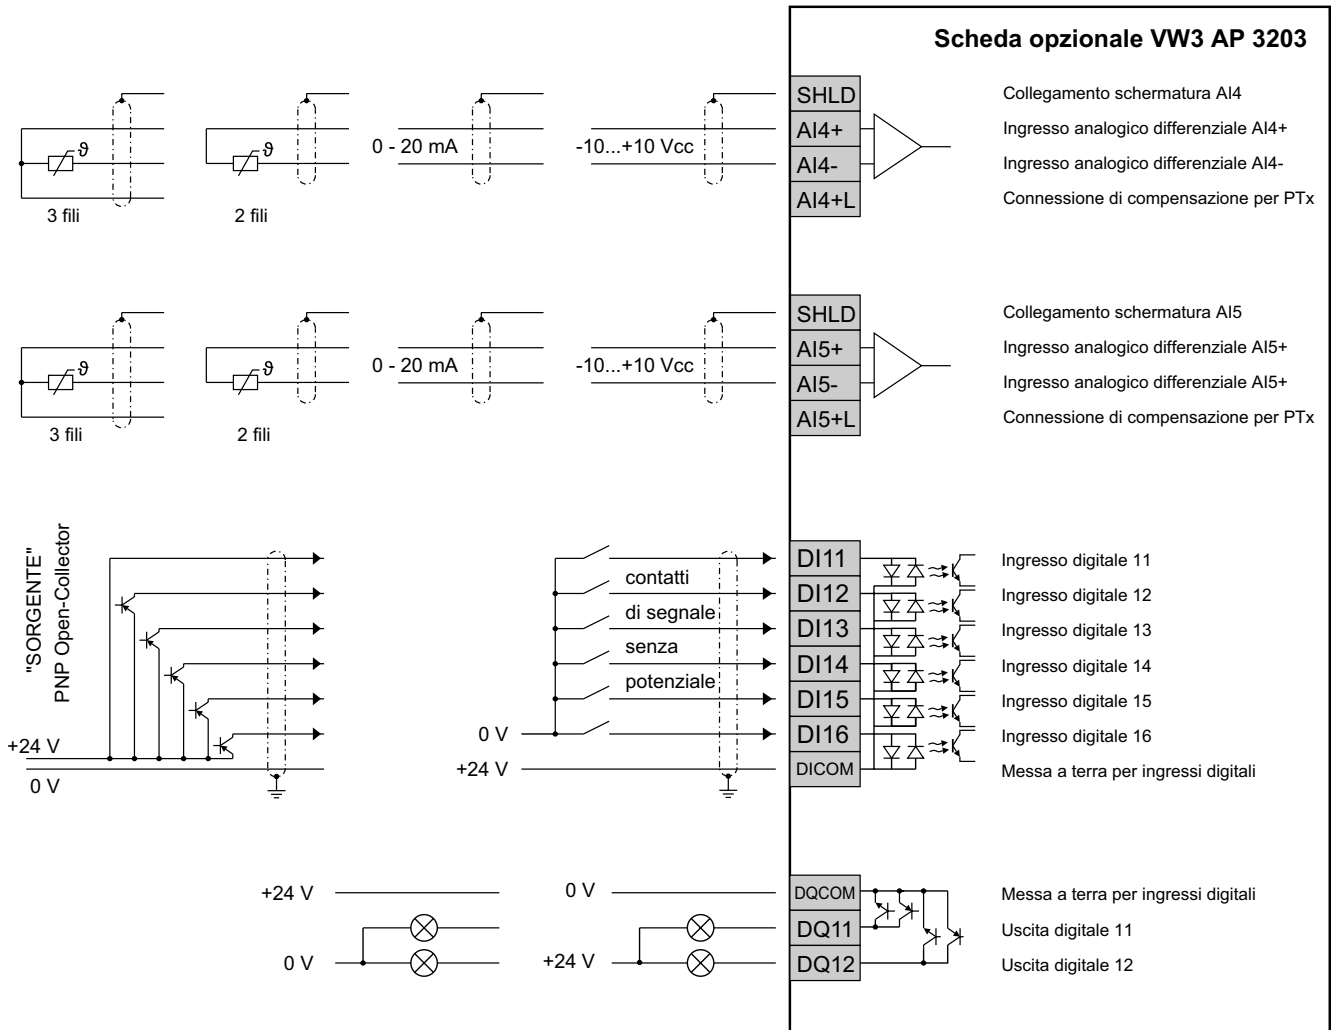 Scheda opzionale VW3 AP 3203
SHLD Collegamento schermatura AI4
ϑ ϑ 0 - 20 mA -10...+10 Vcc AI4+ Ingresso analogico differenziale AI4+
AI4- Ingresso analogico differenziale AI4-
3 fili 2 fili AI4+L Connessione di compensazione per PTx
SHLD Collegamento schermatura AI5
ϑ ϑ 0 - 20 mA -10...+10 Vcc AI5+ Ingresso analogico differenziale AI5+
AI5- Ingresso analogico differenziale AI5+
3 fili 2 fili AI5+L Connessione di compensazione per PTx
"SORGENTE"
PNP Open-Collector
DI11 Ingresso digitale 11
contatti DI12 Ingresso digitale 12
di segnale DI13 Ingresso digitale 13
senza DI14 Ingresso digitale 14
potenziale DI15 Ingresso digitale 15
+24 V 0 V DI16 Ingresso digitale 16
0 V +24 V DICOM Messa a terra per ingressi digitali
+24 V 0 V DQCOM Messa a terra per ingressi digitali
DQ11 Uscita digitale 11
0 V +24 V DQ12 Uscita digitale 12